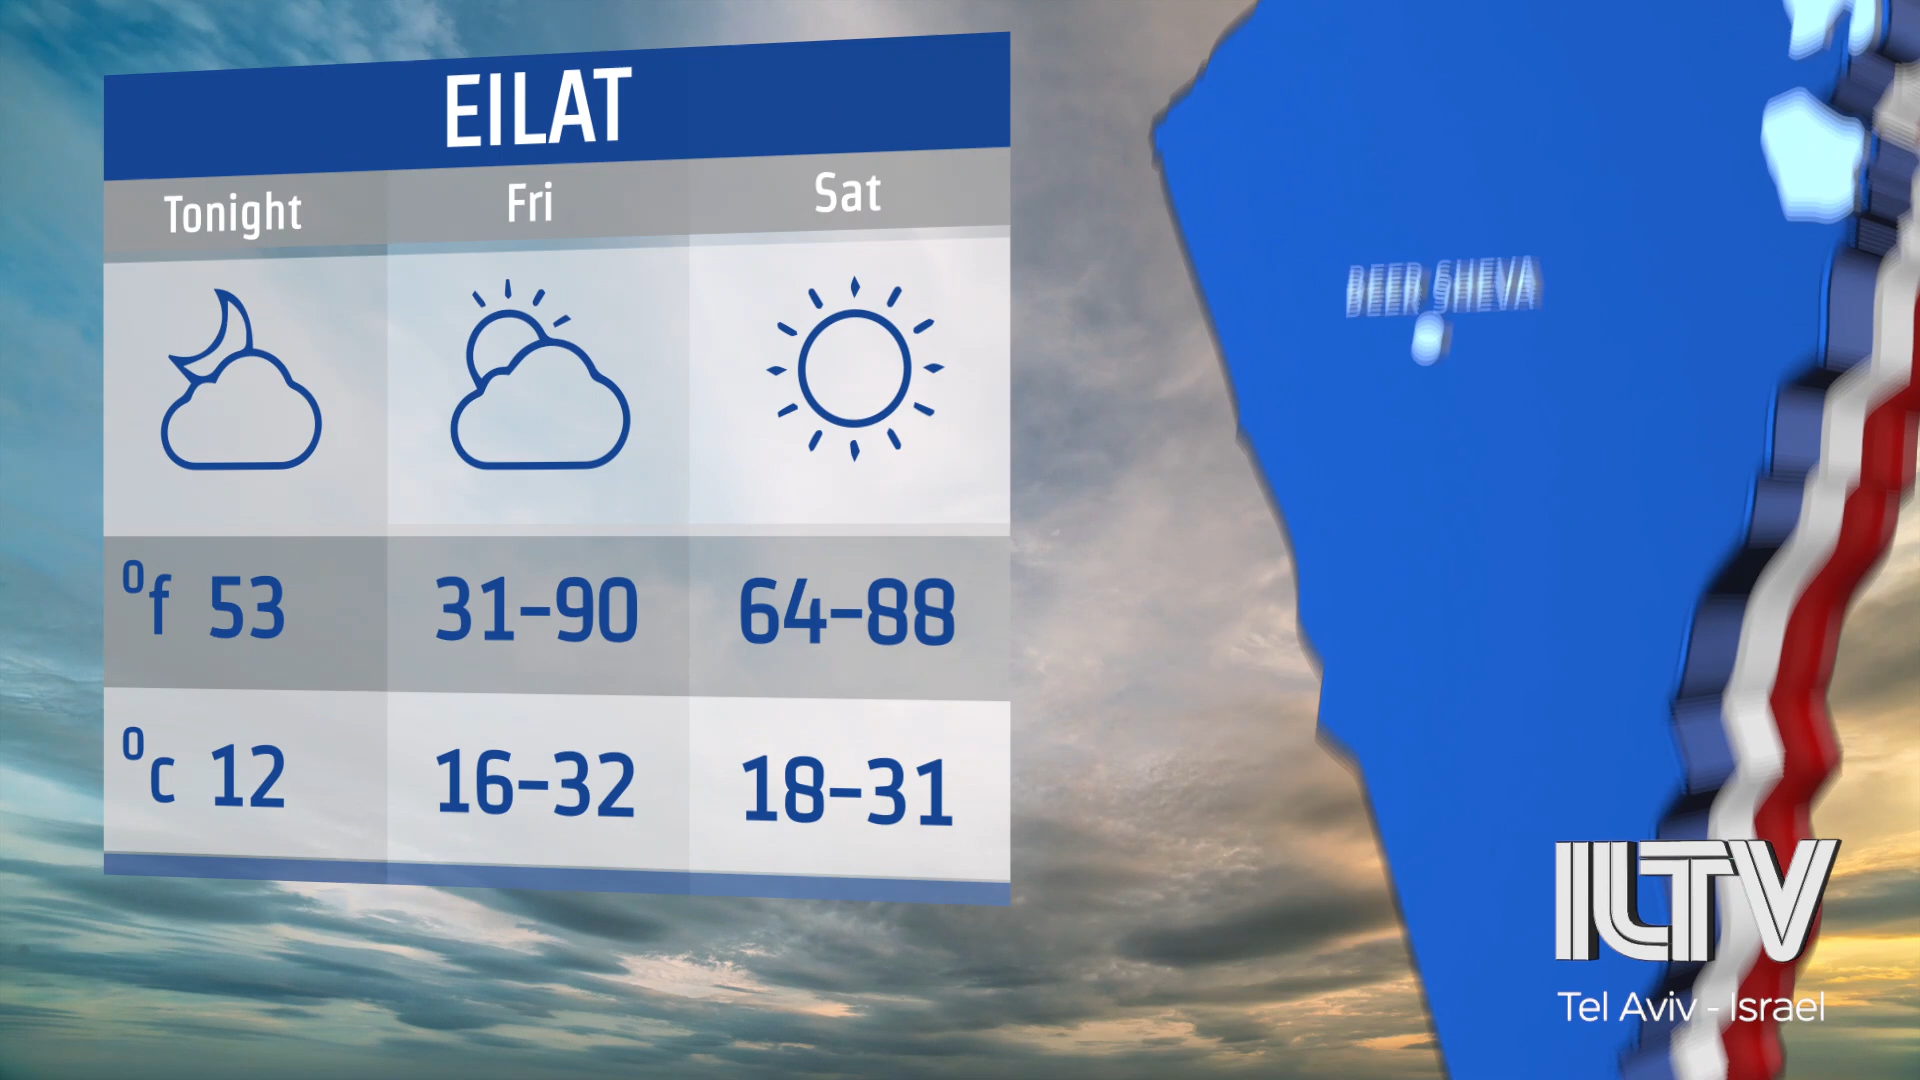 EILAT
Tonight Fri Sat
°f 53 31-90 64-88
°c 12 16-32 18-31
BEER SHEVA
ILTV
Tel Aviv - Israel